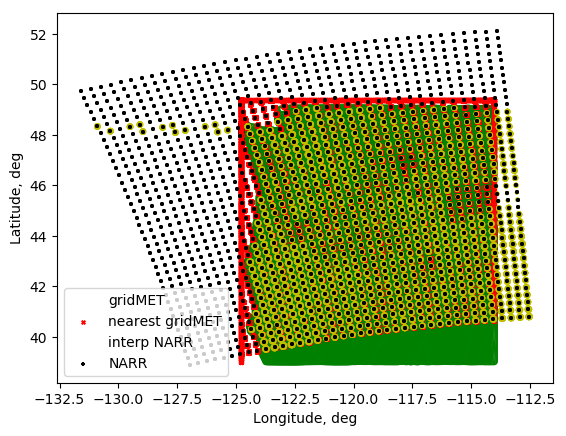 52
50
48
46
44
42
40
Latitude, deg
gridMET
nearest gridMET
interp NARR
NARR
−132.5 −130.0 −127.5 −125.0 −122.5 −120.0 −117.5 −115.0 −112.5
Longitude, deg